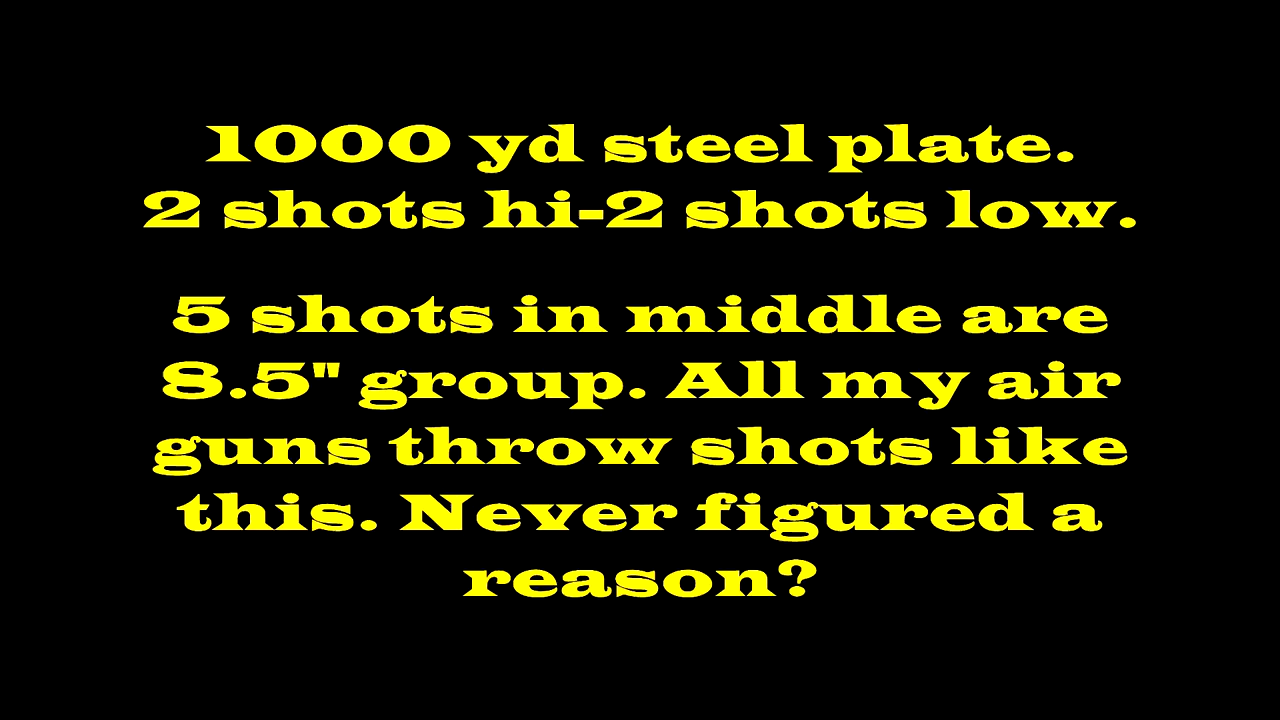 1000 yd steel plate.
2 shots hi-2 shots low.
5 shots in middle are
8.5" group. All my air
guns throw shots like
this. Never figured a
reason?